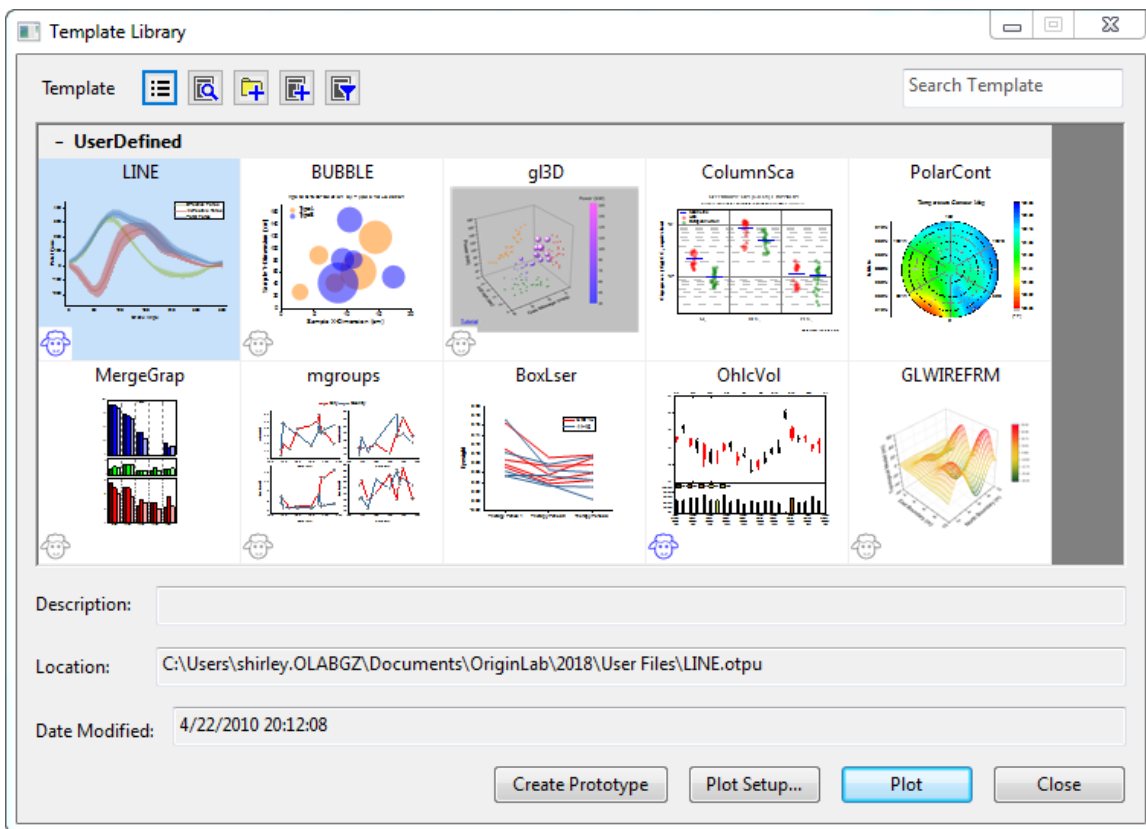 Template Library
Template
Search Template
- UserDefined
LINE
BUBBLE
gl3D
ColumnSca
PolarCont
MergeGrap
mgroups
BoxLser
OhlcVol
GLWIREFRM
Description:
Location:
C:\Users\shirley.OLABGZ\Documents\OriginLab\2018\User Files\LINE.otpu
Date Modified:
4/22/2010 20:12:08
Create Prototype
Plot Setup...
Plot
Close